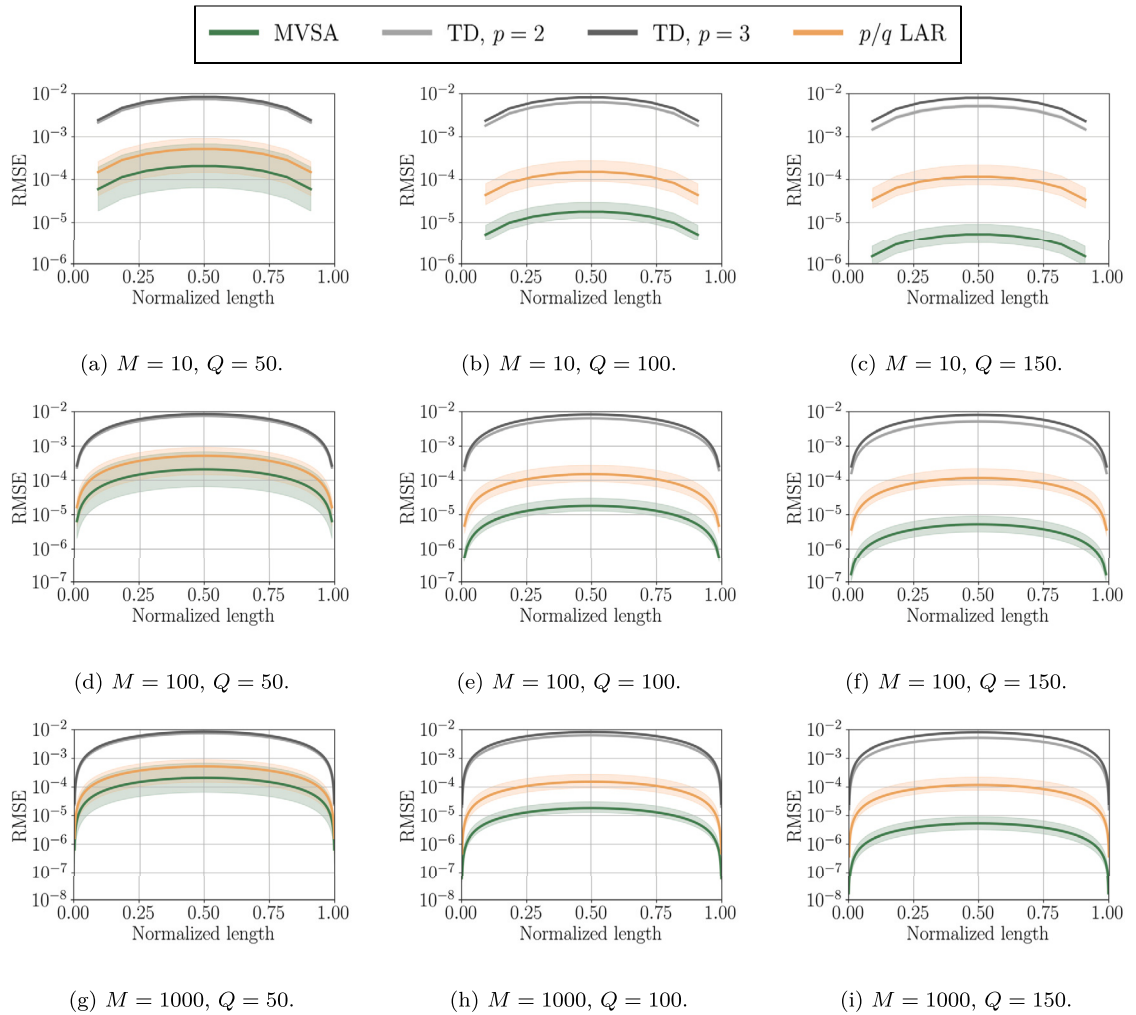 MVSA TD, p = 2 TD, p = 3 p/q LAR
10⁻² 10⁻³ 10⁻⁴ 10⁻⁵ 10⁻⁶
RMSE
0.00 0.25 0.50 0.75 1.00
Normalized length
10⁻² 10⁻³ 10⁻⁴ 10⁻⁵ 10⁻⁶
RMSE
0.00 0.25 0.50 0.75 1.00
Normalized length
10⁻² 10⁻³ 10⁻⁴ 10⁻⁵ 10⁻⁶
RMSE
0.00 0.25 0.50 0.75 1.00
Normalized length
(a) M = 10, Q = 50.
(b) M = 10, Q = 100.
(c) M = 10, Q = 150.
10⁻² 10⁻³ 10⁻⁴ 10⁻⁵ 10⁻⁶ 10⁻⁷
RMSE
0.00 0.25 0.50 0.75 1.00
Normalized length
10⁻² 10⁻³ 10⁻⁴ 10⁻⁵ 10⁻⁶ 10⁻⁷
RMSE
0.00 0.25 0.50 0.75 1.00
Normalized length
10⁻² 10⁻³ 10⁻⁴ 10⁻⁵ 10⁻⁶ 10⁻⁷
RMSE
0.00 0.25 0.50 0.75 1.00
Normalized length
(d) M = 100, Q = 50.
(e) M = 100, Q = 100.
(f) M = 100, Q = 150.
10⁻² 10⁻³ 10⁻⁴ 10⁻⁵ 10⁻⁶ 10⁻⁷ 10⁻⁸
RMSE
0.00 0.25 0.50 0.75 1.00
Normalized length
10⁻² 10⁻³ 10⁻⁴ 10⁻⁵ 10⁻⁶ 10⁻⁷ 10⁻⁸
RMSE
0.00 0.25 0.50 0.75 1.00
Normalized length
10⁻² 10⁻³ 10⁻⁴ 10⁻⁵ 10⁻⁶ 10⁻⁷ 10⁻⁸
RMSE
0.00 0.25 0.50 0.75 1.00
Normalized length
(g) M = 1000, Q = 50.
(h) M = 1000, Q = 100.
(i) M = 1000, Q = 150.